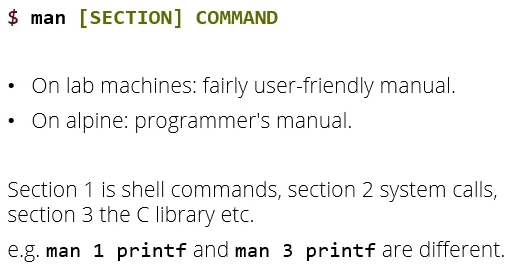 $ man [SECTION] COMMAND
• On lab machines: fairly user-friendly manual.
• On alpine: programmer's manual.
Section 1 is shell commands, section 2 system calls,
section 3 the C library etc.
e.g. man 1 printf and man 3 printf are different.